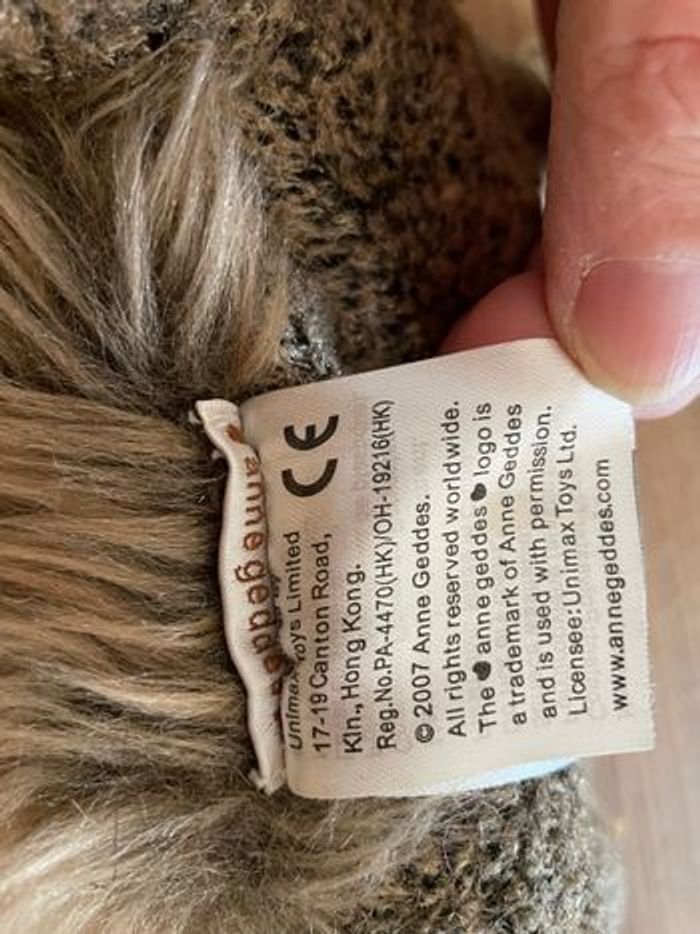 anne geddes
CE
Unimax Toys Limited
17-19 Canton Road,
Kln., Hong Kong.
Reg.No.PA-4470(HK)/OH-19216(HK)
© 2007 Anne Geddes.
All rights reserved worldwide.
The anne geddes logo is
a trademark of Anne Geddes
and is used with permission.
Licensee:Unimax Toys Ltd.
www.annegeddes.com